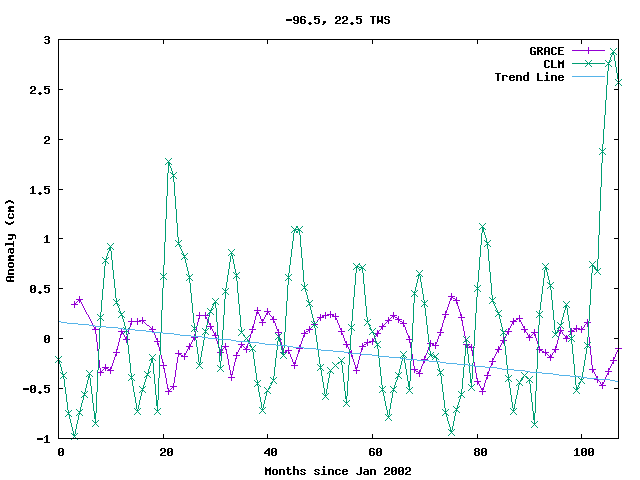 -96.5, 22.5 TWS
GRACE
CLM
Trend Line
3
2.5
2
1.5
1
0.5
0
-0.5
-1
Anomaly (cm)
0 20 40 60 80 100
Months since Jan 2002